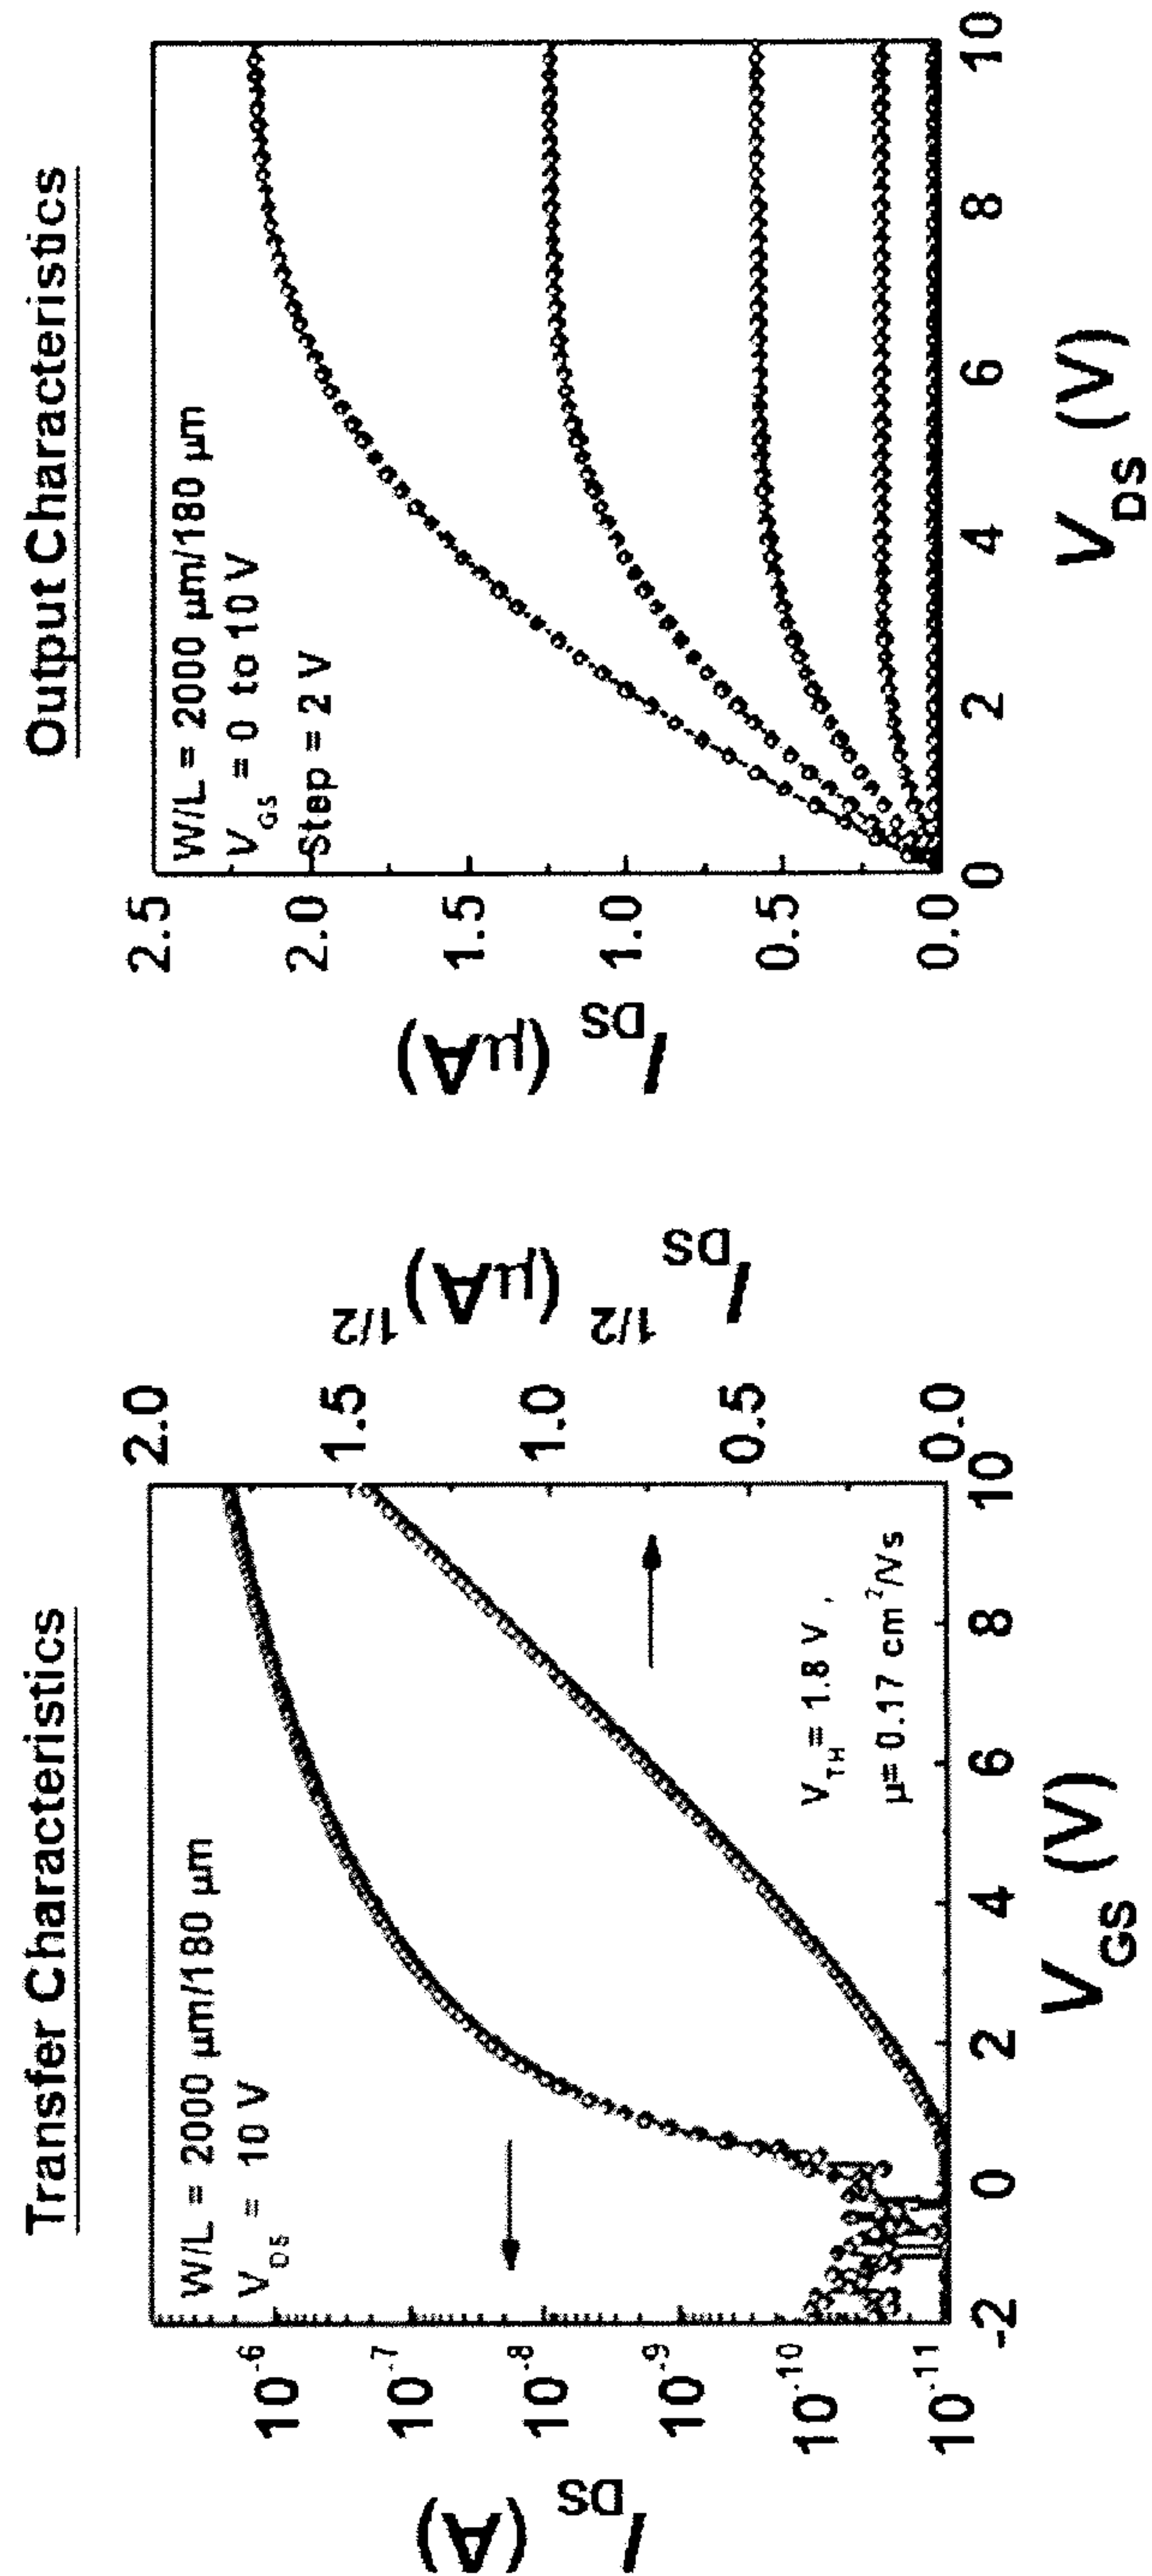 Transfer Characteristics
W/L = 2000 μm/180 μm
V_DS = 10 V
V_TH = 1.8 V ,
μ= 0.17 cm²/Vs
I_DS (A)
10^-6
10^-7
10^-8
10^-9
10^-10
10^-11
-2 0 2 4 6 8 10
V_GS (V)
2.0
1.5
1.0
0.5
0.0
I_DS^1/2 (μA)^1/2
Output Characteristics
W/L = 2000 μm/180 μm
V_GS = 0 to 10 V
Step = 2 V
I_DS (μA)
2.5
2.0
1.5
1.0
0.5
0.0
0 2 4 6 8 10
V_DS (V)